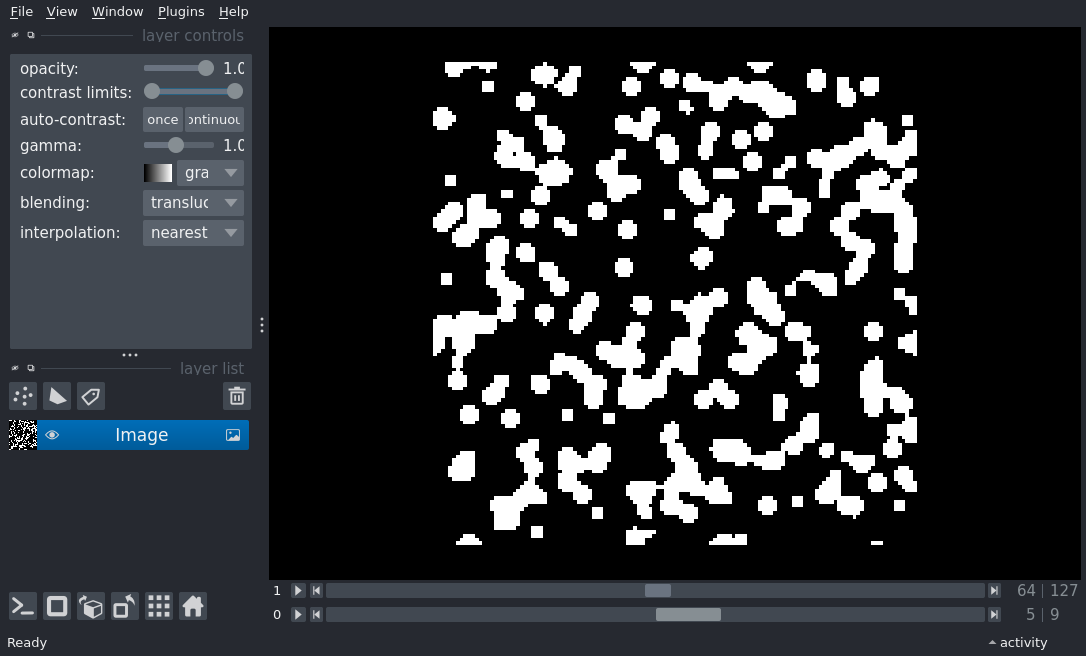 File View Window Plugins Help
layer controls
opacity: 1.0
contrast limits:
auto-contrast: once ontinuou
gamma: 1.0
colormap: gra
blending: transluc
interpolation: nearest
layer list
Image
1 64 | 127
0 5 | 9
Ready activity